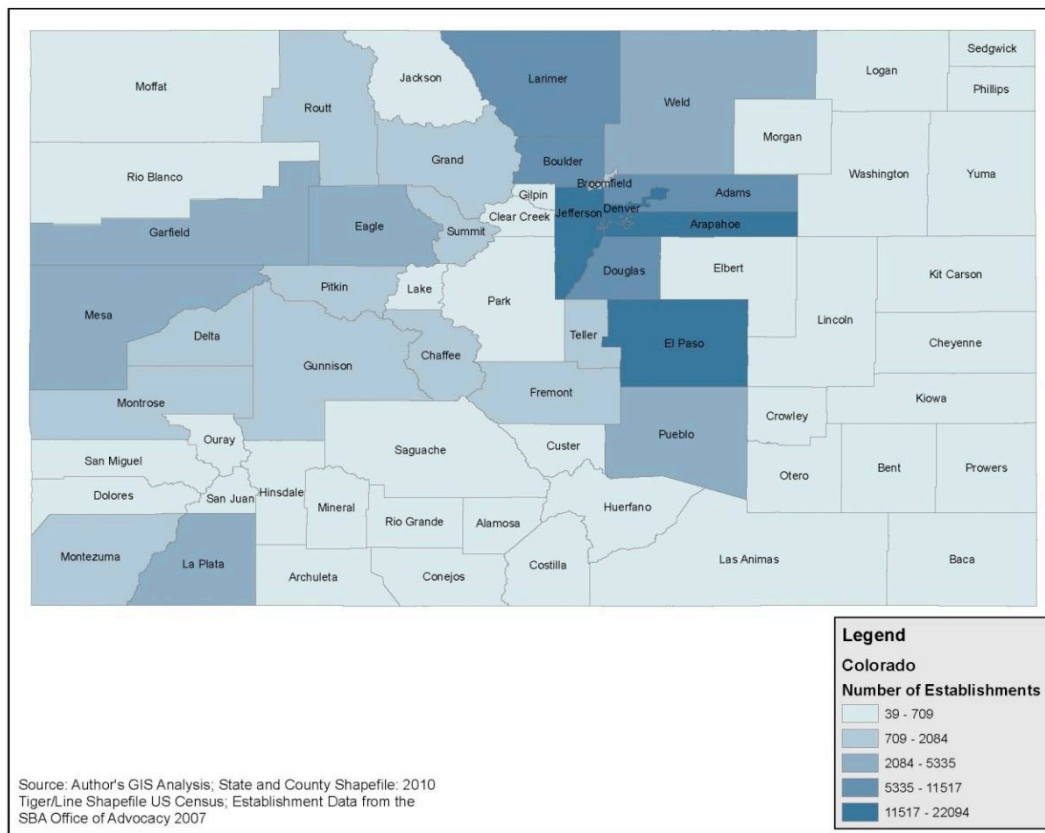 Moffat
Jackson
Larimer
Weld
Logan
Sedgwick
Phillips
Routt
Grand
Boulder
Morgan
Washington
Yuma
Rio Blanco
Broomfield
Gilpin
Clear Creek
Jefferson
Denver
Adams
Arapahoe
Garfield
Eagle
Summit
Douglas
Elbert
Kit Carson
Pitkin
Lake
Park
Lincoln
Mesa
Delta
Gunnison
Chaffee
Teller
El Paso
Cheyenne
Montrose
Fremont
Crowley
Kiowa
Ouray
Saguache
Custer
Pueblo
San Miguel
Otero
Bent
Prowers
Dolores
San Juan
Hinsdale
Mineral
Rio Grande
Alamosa
Huerfano
Montezuma
La Plata
Archuleta
Conejos
Costilla
Las Animas
Baca
Legend
Colorado
Number of Establishments
39 - 709
709 - 2084
2084 - 5335
5335 - 11517
11517 - 22094
Source: Author's GIS Analysis; State and County Shapefile: 2010
Tiger/Line Shapefile US Census; Establishment Data from the
SBA Office of Advocacy 2007